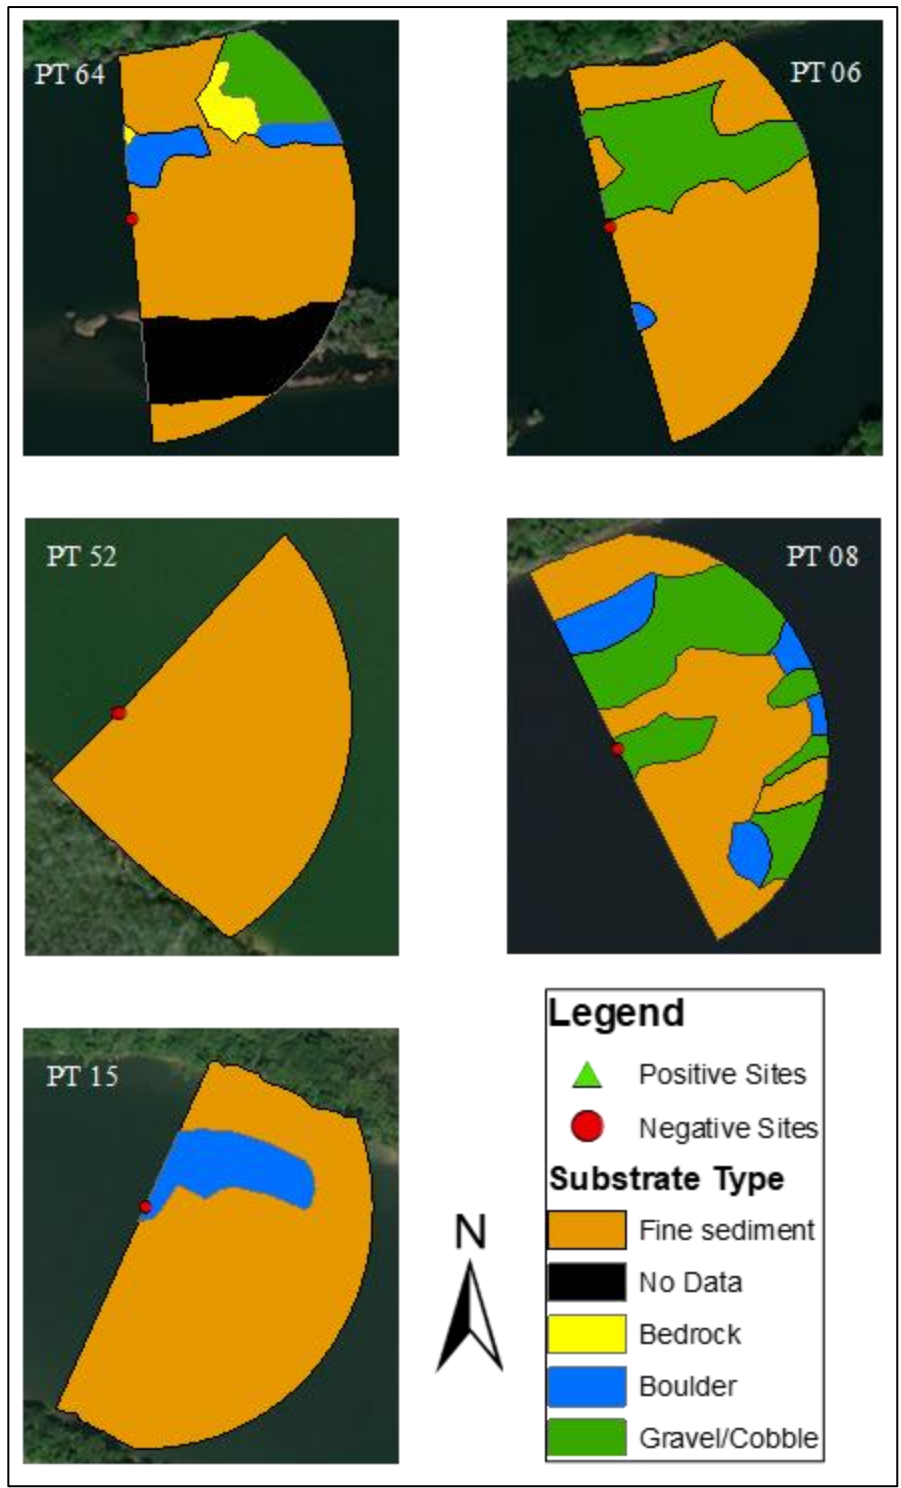 PT 64
PT 06
PT 52
PT 08
PT 15
N
Legend
Positive Sites
Negative Sites
Substrate Type
Fine sediment
No Data
Bedrock
Boulder
Gravel/Cobble